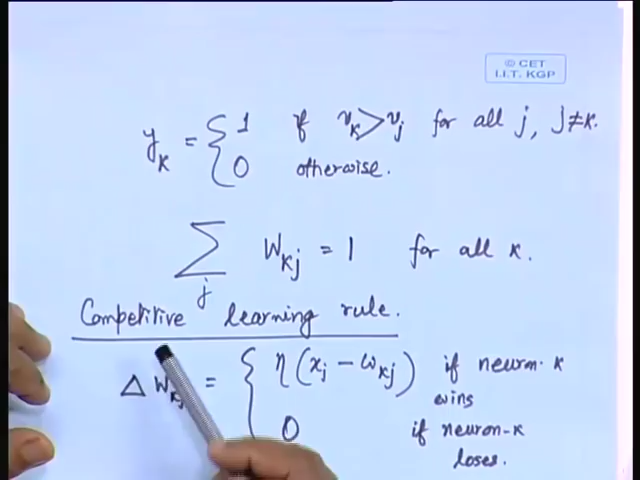 © CET
I.I.T. KGP
y_K = { 1 if v_k > v_j for all j, j≠k.
0 otherwise.
∑_j W_Kj = 1 for all k.
Competitive learning rule.
Δ W_Kj = { η (x_j − w_kj) if neuron-k
wins
0 if neuron-k
loses.